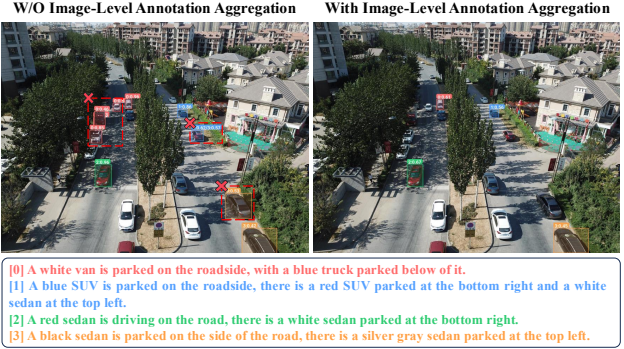 W/O Image-Level Annotation Aggregation
With Image-Level Annotation Aggregation
[0] A white van is parked on the roadside, with a blue truck parked below of it.
[1] A blue SUV is parked on the roadside, there is a red SUV parked at the bottom right and a white
sedan at the top left.
[2] A red sedan is driving on the road, there is a white sedan parked at the bottom right.
[3] A black sedan is parked on the side of the road, there is a silver gray sedan parked at the top left.